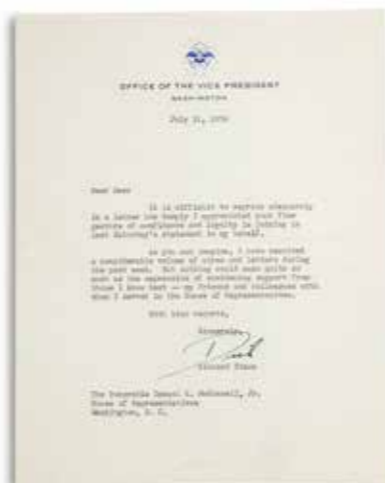 OFFICE OF THE VICE PRESIDENT
WASHINGTON
July 31, 1956
Dear
It is difficult to express adequately
in a letter how deeply I appreciated your fine
gesture of confidence and loyalty in joining in
last Saturday's statement in my behalf.
As you can imagine, I have received
a considerable volume of wires and letters during
the past week. But nothing could mean quite as
much as the expression of continuing support from
those I know best -- my friends and colleagues with
whom I served in the House of Representatives.
With kind regards,
Sincerely,
Dick
Richard Nixon
The Honorable Samuel K. McConnell, Jr.
House of Representatives
Washington, D. C.